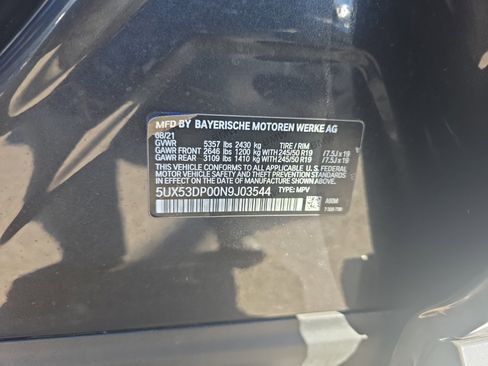 MFD BY BAYERISCHE MOTOREN WERKE AG
08/21
GVWR 5357 lbs 2430 kg TIRE / RIM
GAWR FRONT 2646 lbs 1200 kg WITH 245/50 R19 / 7.5J x 19
GAWR REAR 3109 lbs 1410 kg WITH 245/50 R19 / 7.5J x 19
THIS VEHICLE CONFORMS TO ALL APPLICABLE U.S. FEDERAL
MOTOR VEHICLE SAFETY, BUMPER, AND THEFT PREVENTION STANDARDS
IN EFFECT ON THE DATE OF MANUFACTURE SHOWN ABOVE.
5UX53DP00N9J03544 TYPE: MPV